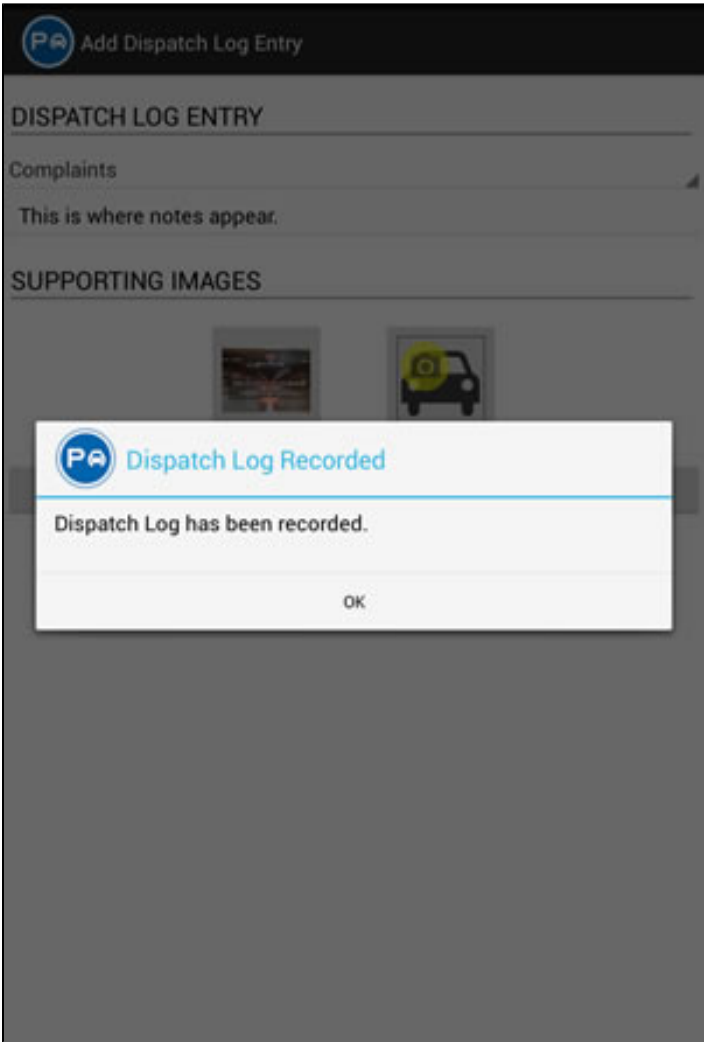 PA Add Dispatch Log Entry
DISPATCH LOG ENTRY
Complaints
This is where notes appear.
SUPPORTING IMAGES
P Dispatch Log Recorded
Dispatch Log has been recorded.
OK